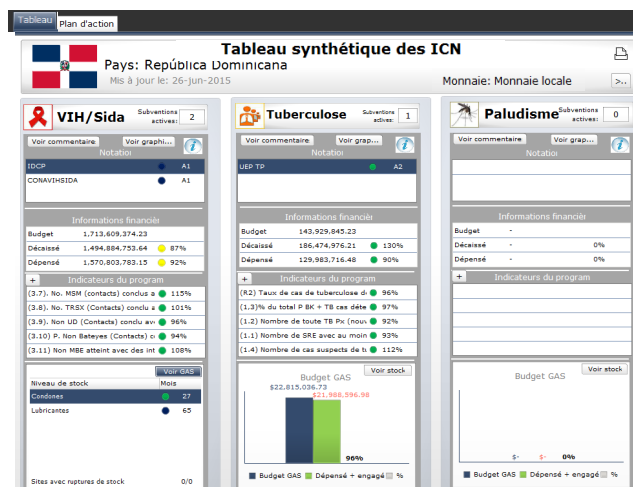 Tableau
Plan d'action
Tableau synthétique des ICN
Pays: República Dominicana
Mis à jour le: 26-jun-2015
Monnaie: Monnaie locale
>..
VIH/Sida
Subventions actives: 2
Voir commentaire
Voir graphi...
Notation
IDCP A1
CONAVIHSIDA A1
Informations financièr
Budget 1.713.609,374.23
Décaissé 1.494,884,753.64 87%
Dépensé 1.570,803,783.15 92%
+ Indicateurs du program
(3.7). No. MSM (contacts) conclus a 115%
(3.8). No. TRSX (Contacts) conclu a 101%
(3.9). Non UD (Contacts) conclu ave 96%
(3.10) P. Non Bateyes (Contacts) c 94%
(3.11) Non MBE atteint avec des int 108%
Voir GAS
Niveau de stock Mois
Condones 27
Lubricantes 65
Sites avec ruptures de stock 0/0
Tuberculose
Subventions actives: 1
Voir commentaire
Voir grap...
Notation
UEP TP A2
Informations financièr
Budget 143.929,845.23
Décaissé 186.474,976.21 130%
Dépensé 129.983,716.48 90%
+ Indicateurs du program
(R2) Taux de cas de tuberculose d 96%
(1.3)% du total P BK + TB cas déte 97%
(1.2) Nombre de toute TB Px (nouv 92%
(1.1) Nombre de SRE avec au moin 93%
(1.4) Nombre de cas suspects de tu 112%
Voir stock
Budget GAS
$22,815,036.73
$21,988,596.98
96%
Budget GAS Dépensé + engagé %
Paludisme
Subventions actives: 0
Voir commentaire
Voir grap...
Notation
Informations financièr
Budget -
Décaissé - 0%
Dépensé - 0%
+ Indicateurs du program
Voir stock
Budget GAS
$- $- 0%
Budget GAS Dépensé + engagé %